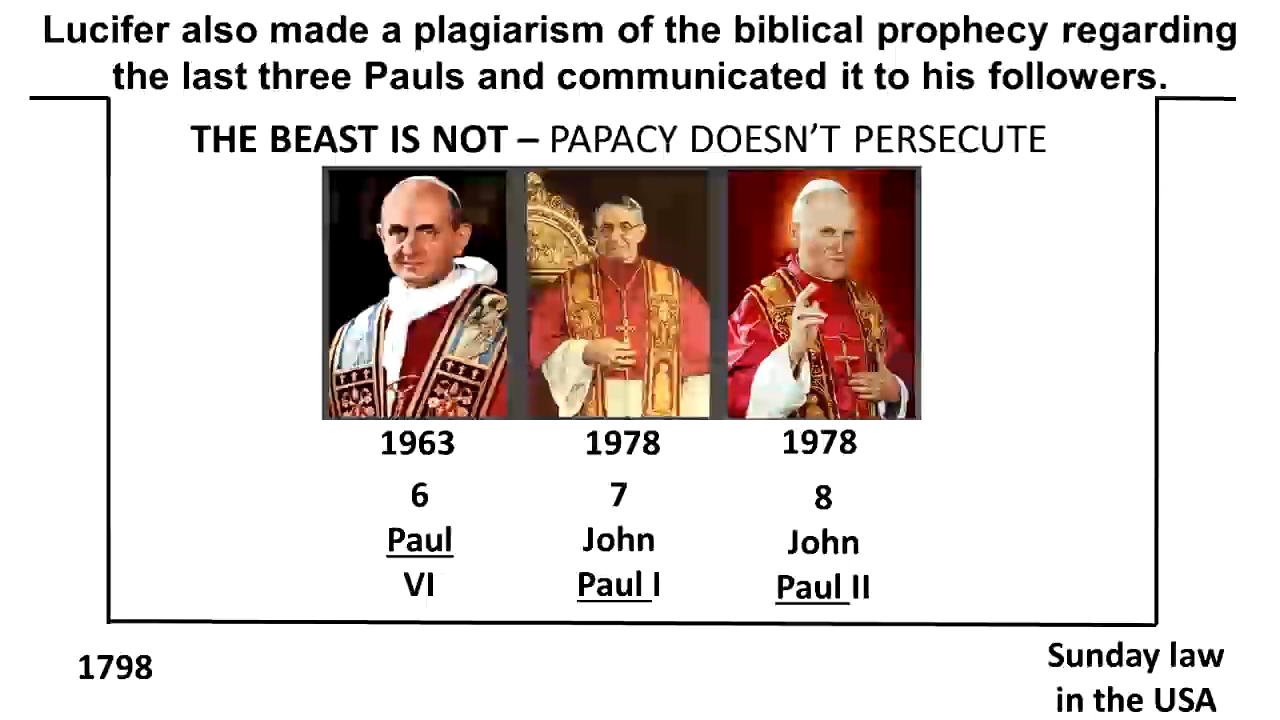 Lucifer also made a plagiarism of the biblical prophecy regarding
the last three Pauls and communicated it to his followers.
THE BEAST IS NOT – PAPACY DOESN'T PERSECUTE
1963 1978 1978
6 7 8
Paul John John
VI Paul I Paul II
1798
Sunday law
in the USA